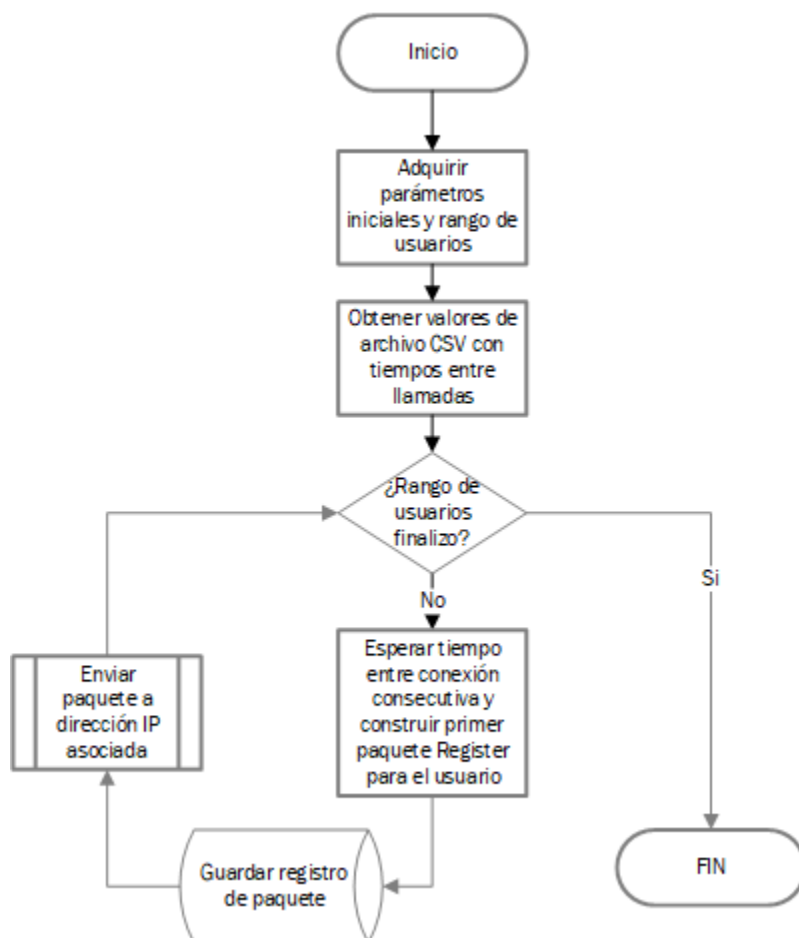 Inicio
Adquirir
parámetros
iniciales y rango de
usuarios
Obtener valores de
archivo CSV con
tiempos entre
llamadas
¿Rango de
usuarios
finalizo?
Si
No
Esperar tiempo
entre conexión
consecutiva y
construir primer
paquete Register
para el usuario
Enviar
paquete a
dirección IP
asociada
Guardar registro
de paquete
FIN